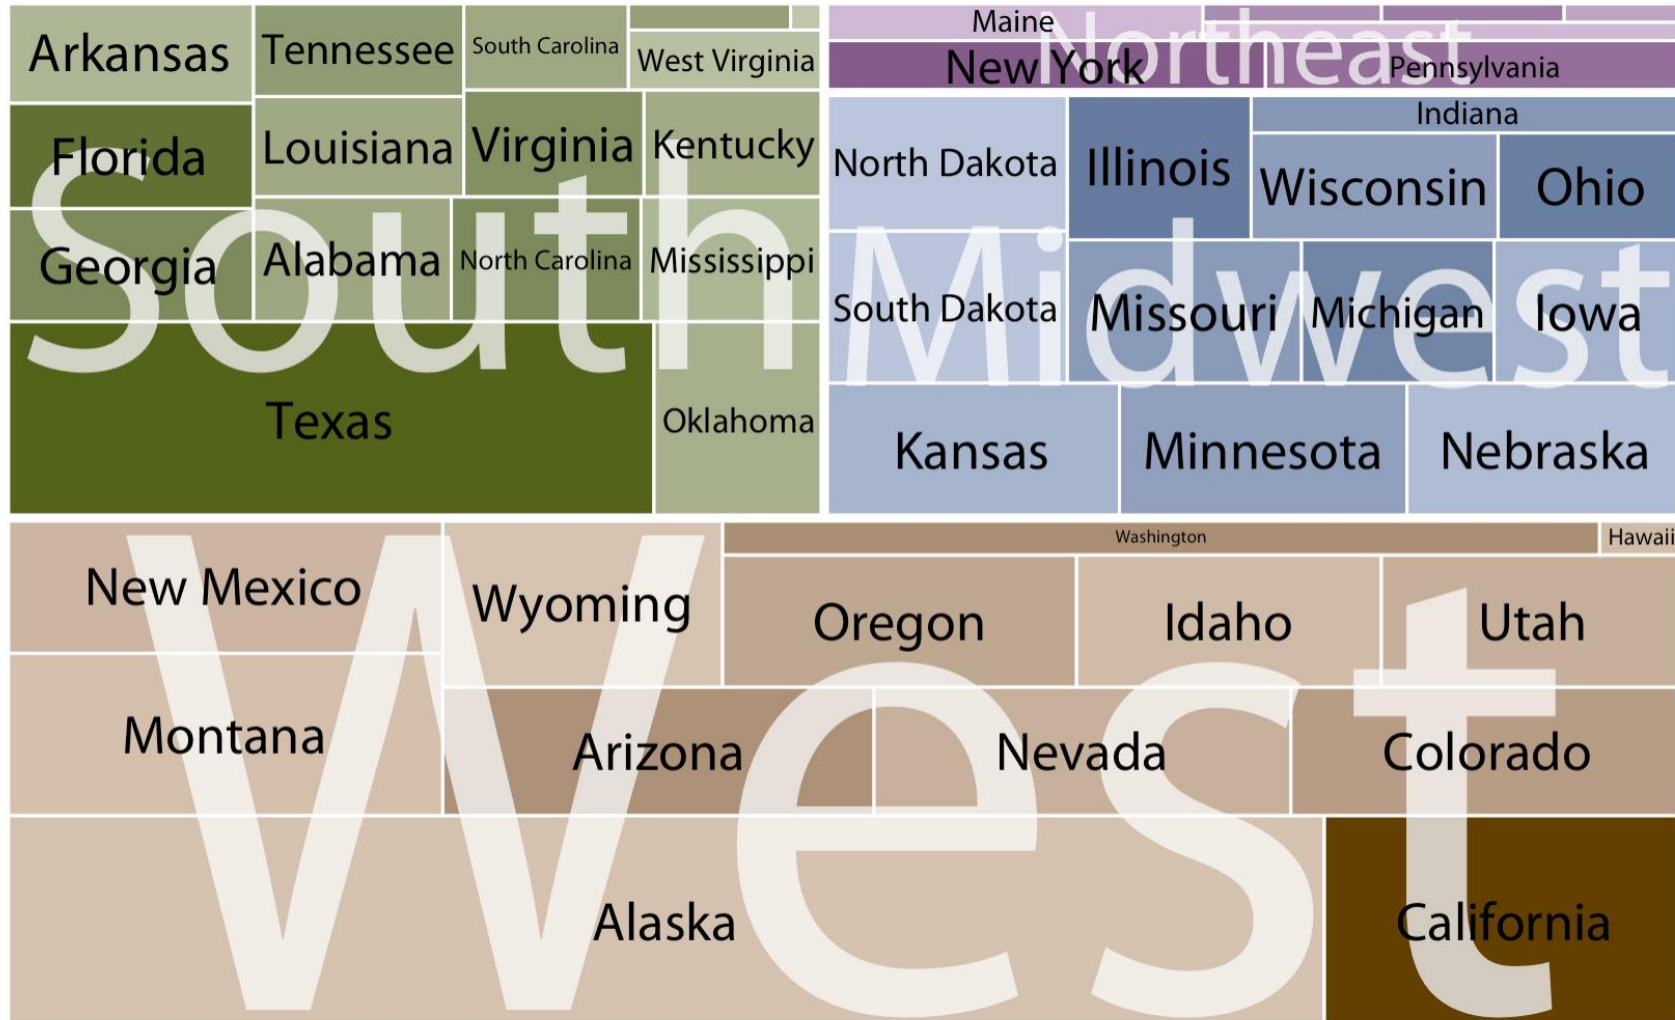 South
Arkansas
Tennessee
South Carolina
West Virginia
Florida
Louisiana
Virginia
Kentucky
Georgia
Alabama
North Carolina
Mississippi
Texas
Oklahoma
Northeast
Maine
New York
Pennsylvania
Midwest
North Dakota
Illinois
Indiana
Wisconsin
Ohio
South Dakota
Missouri
Michigan
Iowa
Kansas
Minnesota
Nebraska
West
New Mexico
Wyoming
Washington
Hawaii
Oregon
Idaho
Utah
Montana
Arizona
Nevada
Colorado
Alaska
California